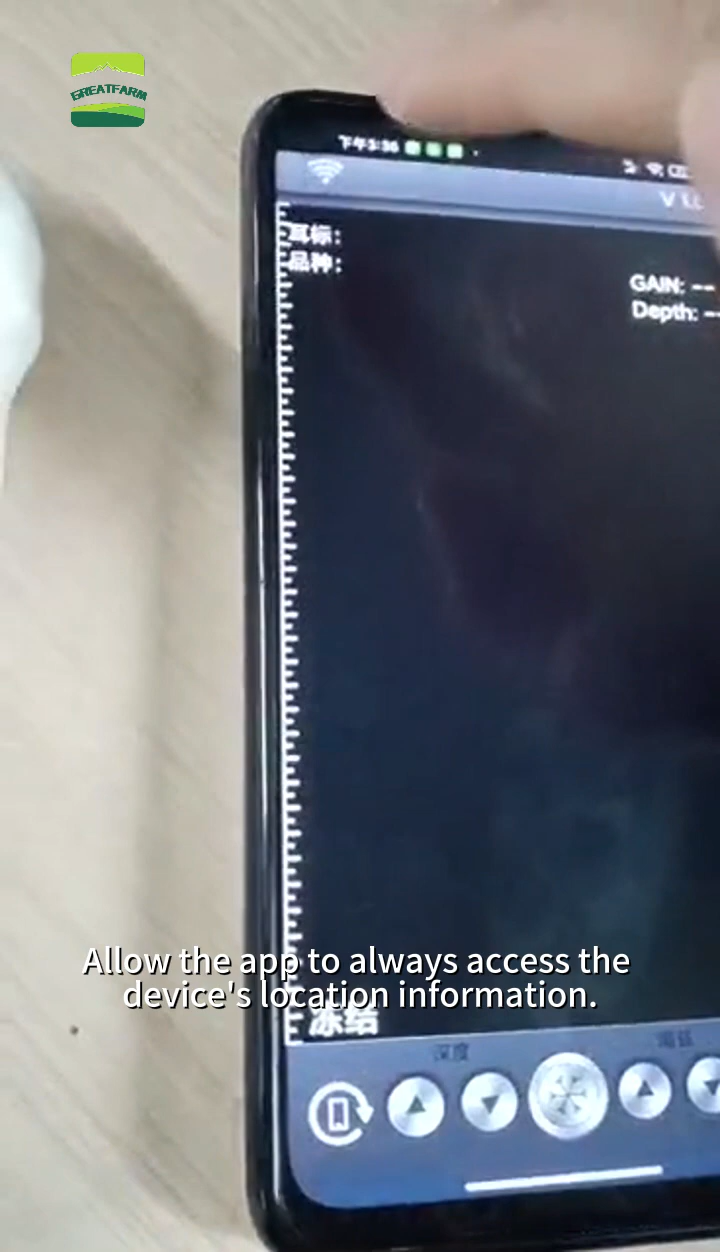 GREATFARM
下午3:36
耳标:
品种:
GAIN: --
Depth: --
Allow the app to always access the
device's location information.
冻结
深度